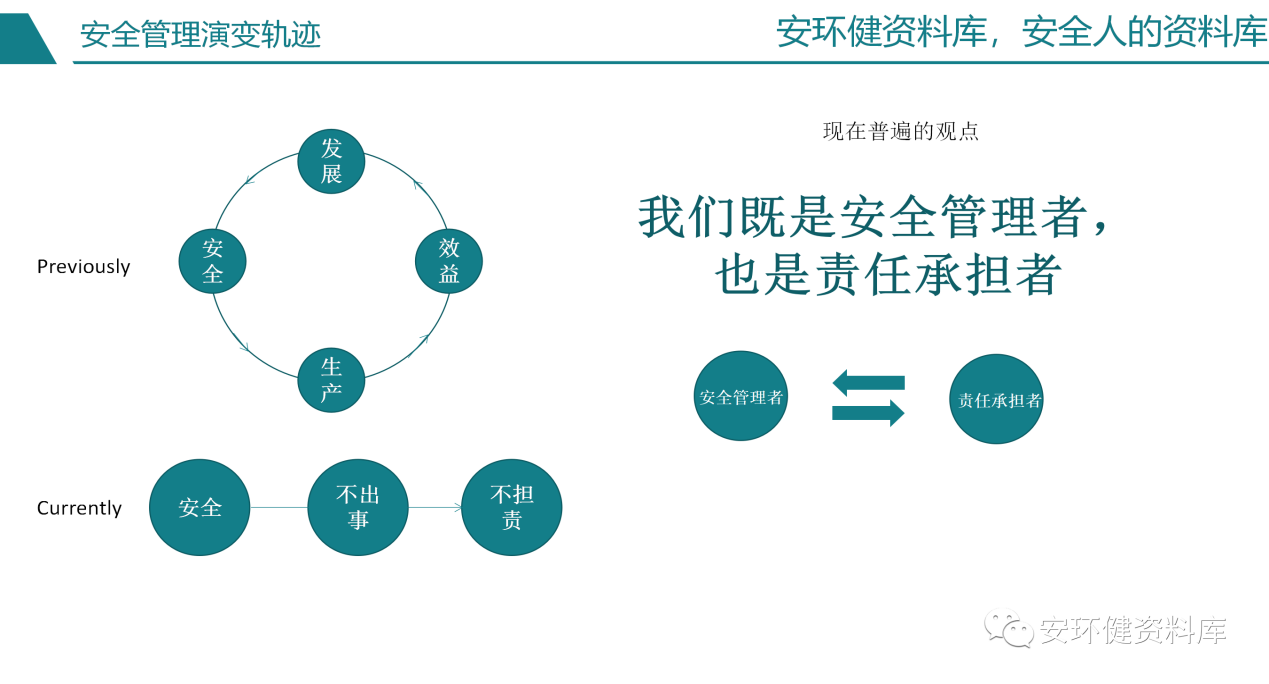 安全管理演变轨迹
安环健资料库，安全人的资料库
现在普遍的观点
我们既是安全管理者，
也是责任承担者
Previously
发
展
安
全
效
益
生
产
安全管理者
责任承担者
Currently
安全
不出
事
不担
责
安环健资料库